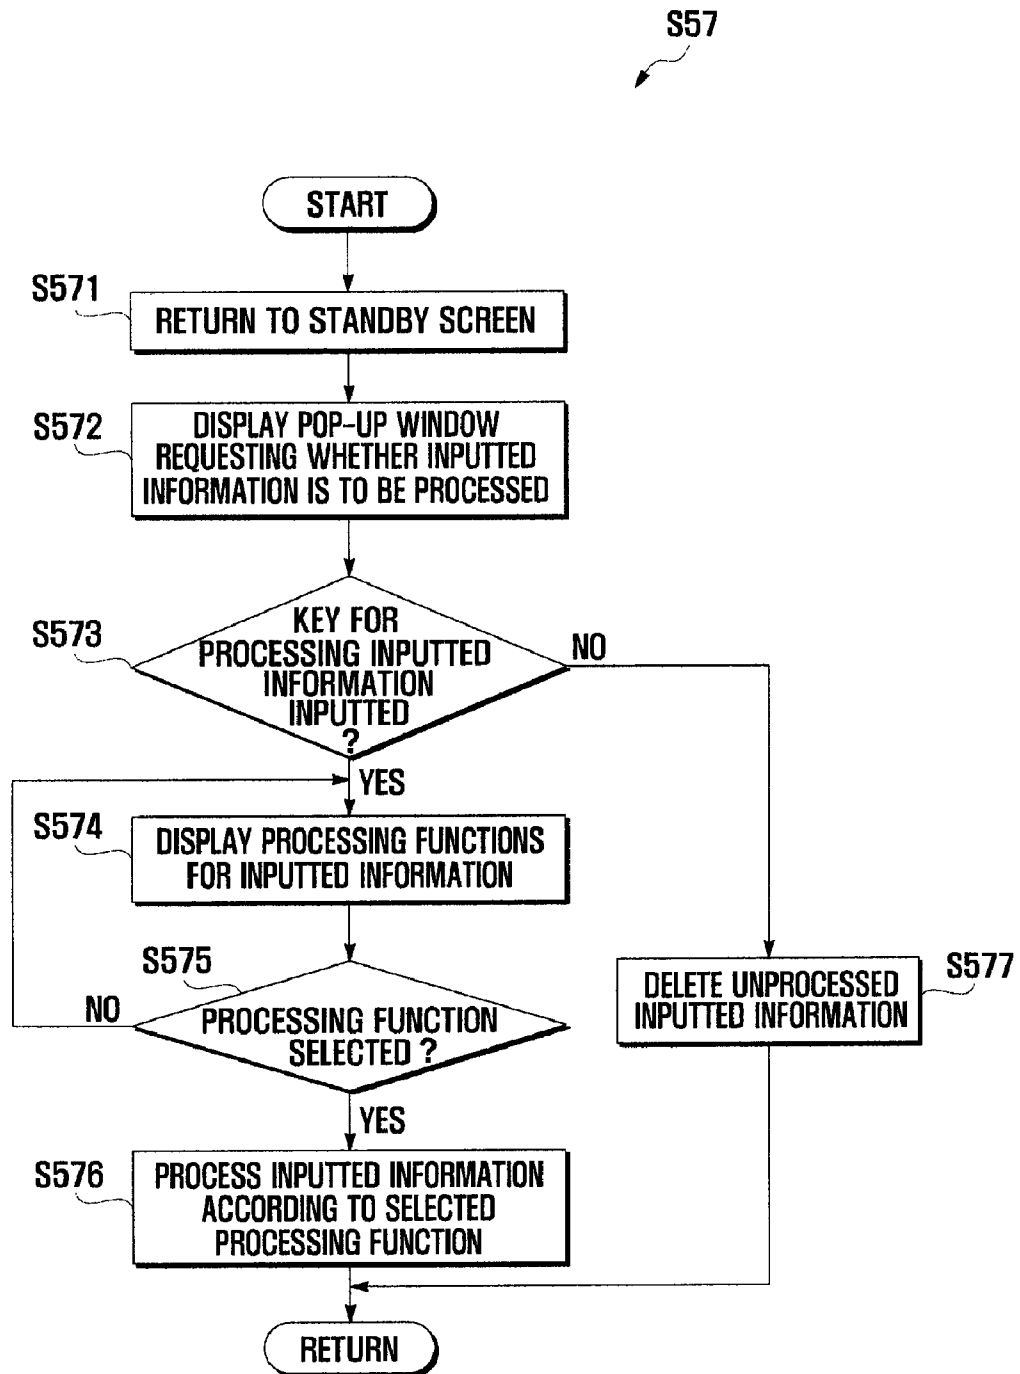 S57
START
S571
RETURN TO STANDBY SCREEN
S572
DISPLAY POP-UP WINDOW
REQUESTING WHETHER INPUTTED
INFORMATION IS TO BE PROCESSED
S573
KEY FOR
PROCESSING INPUTTED
INFORMATION
INPUTTED
?
NO
YES
S574
DISPLAY PROCESSING FUNCTIONS
FOR INPUTTED INFORMATION
S575
NO
PROCESSING FUNCTION
SELECTED ?
S577
DELETE UNPROCESSED
INPUTTED INFORMATION
YES
S576
PROCESS INPUTTED INFORMATION
ACCORDING TO SELECTED
PROCESSING FUNCTION
RETURN